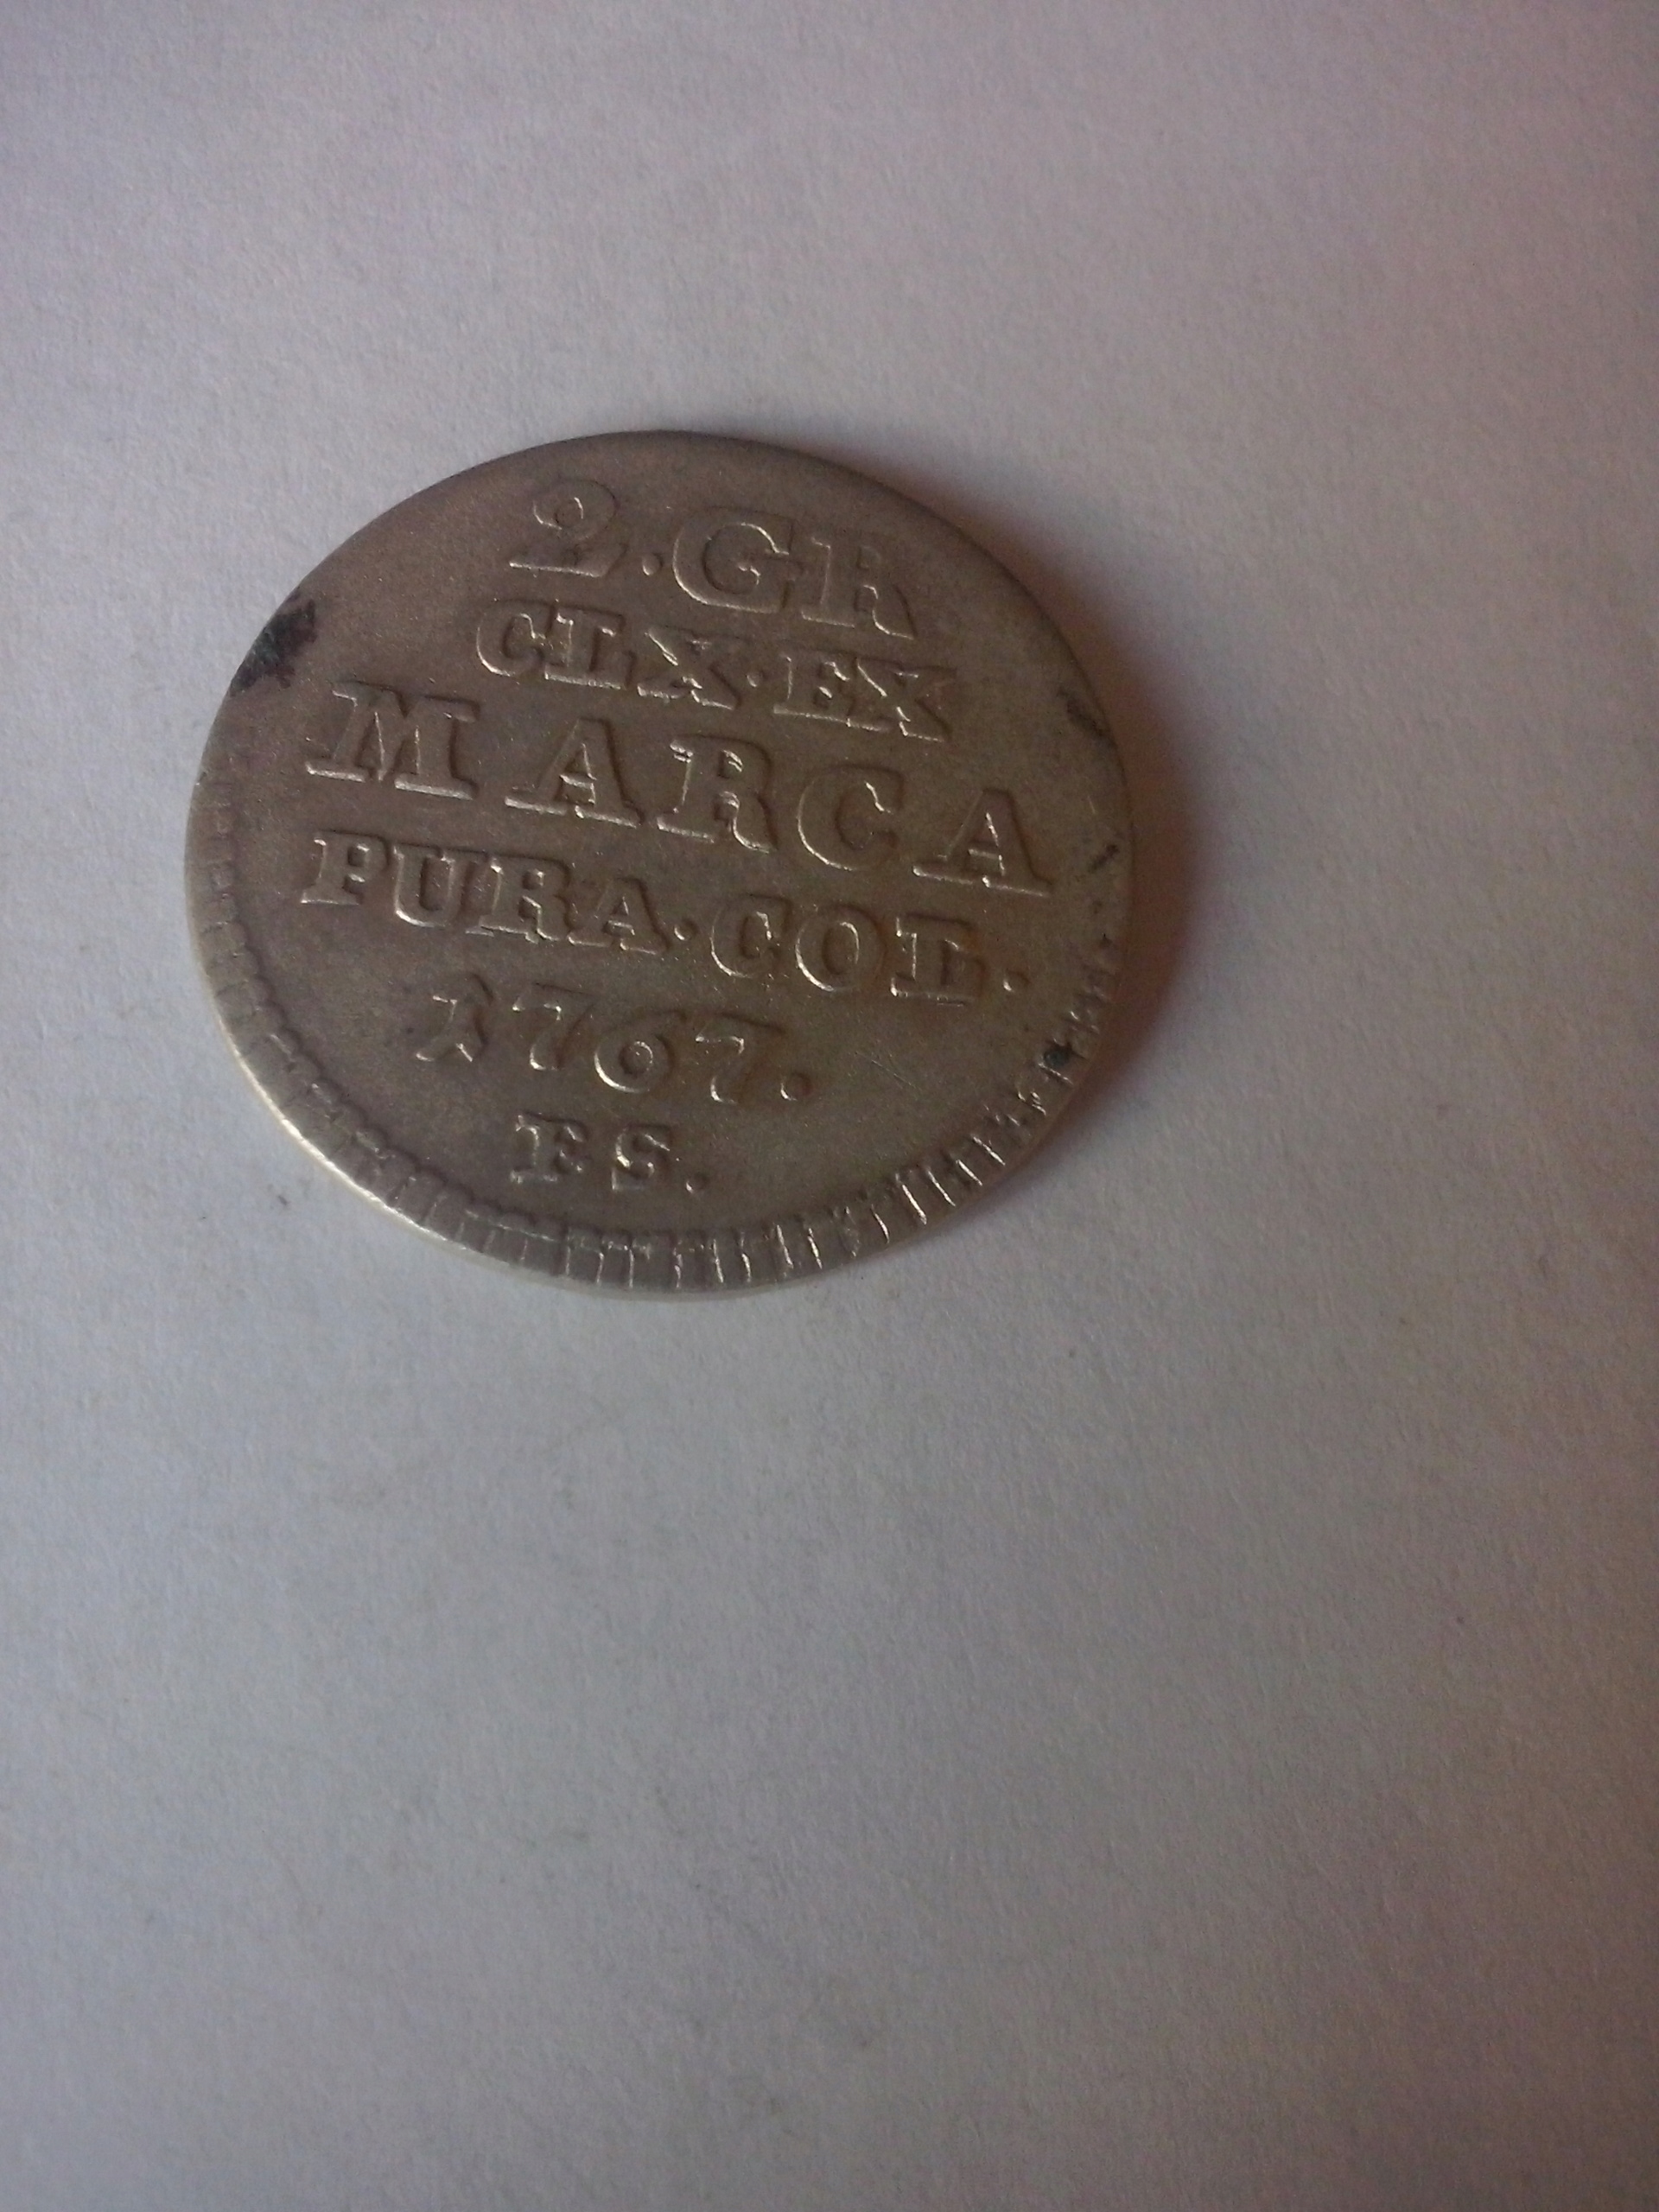 2.GR
CLX·EX
MARCA
PURA·COL.
1767.
FS.